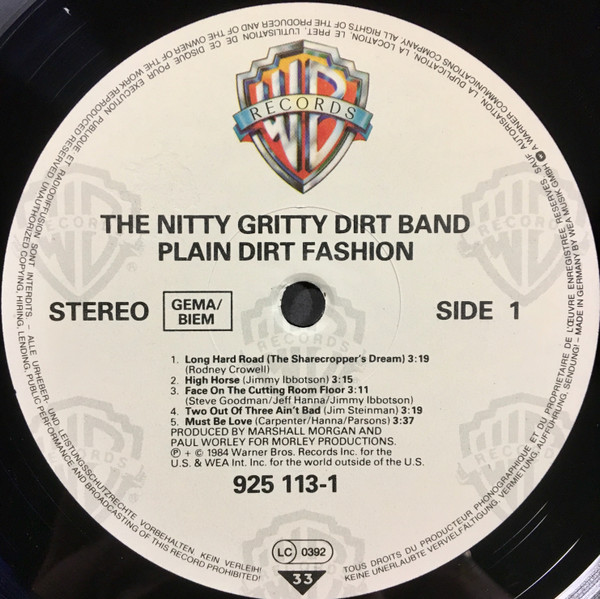 WB
RECORDS
THE NITTY GRITTY DIRT BAND
PLAIN DIRT FASHION
STEREO
GEMA/
BIEM
SIDE 1
1. Long Hard Road (The Sharecropper's Dream) 3:19
(Rodney Crowell)
2. High Horse (Jimmy Ibbotson) 3:15
3. Face On The Cutting Room Floor 3:11
(Steve Goodman/Jeff Hanna/Jimmy Ibbotson)
4. Two Out Of Three Ain't Bad (Jim Steinman) 3:19
5. Must Be Love (Carpenter/Hanna/Parsons) 3:37
PRODUCED BY MARSHALL MORGAN AND
PAUL WORLEY FOR MORLEY PRODUCTIONS.
Ⓟ + © 1984 Warner Bros. Records Inc. for the
U.S. & WEA Int. Inc. for the world outside of the U.S.
925 113-1
LC 0392
33
TOUS DROITS DU PRODUCTEUR PHONOGRAPHIQUE ET DU PROPRIETAIRE DE L'ŒUVRE ENREGISTREE RESERVES SAUF AUTORISATION. LA DUPLICATION, LA LOCATION, LE PRET, L'UTILISATION DE CE DISQUE POUR EXECUTION PUBLIQUE ET RADIODIFFUSION SONT INTERDITS - ALLE URHEBER- UND LEISTUNGSSCHUTZRECHTE VORBEHALTEN. KEIN VERLEIH!
KEINE UNERLAUBTE VERVIELFÄLTIGUNG, VERMIETUNG, AUFFÜHRUNG, SENDUNG! - MADE IN GERMANY BY WEA MUSIK GMBH A WARNER COMMUNICATIONS COMPANY. ALL RIGHTS OF THE PRODUCER AND OF THE OWNER OF THE WORK REPRODUCED RESERVED. UNAUTHORIZED COPYING, HIRING, LENDING, PUBLIC PERFORMANCE AND BROADCASTING OF THIS RECORD PROHIBITED!